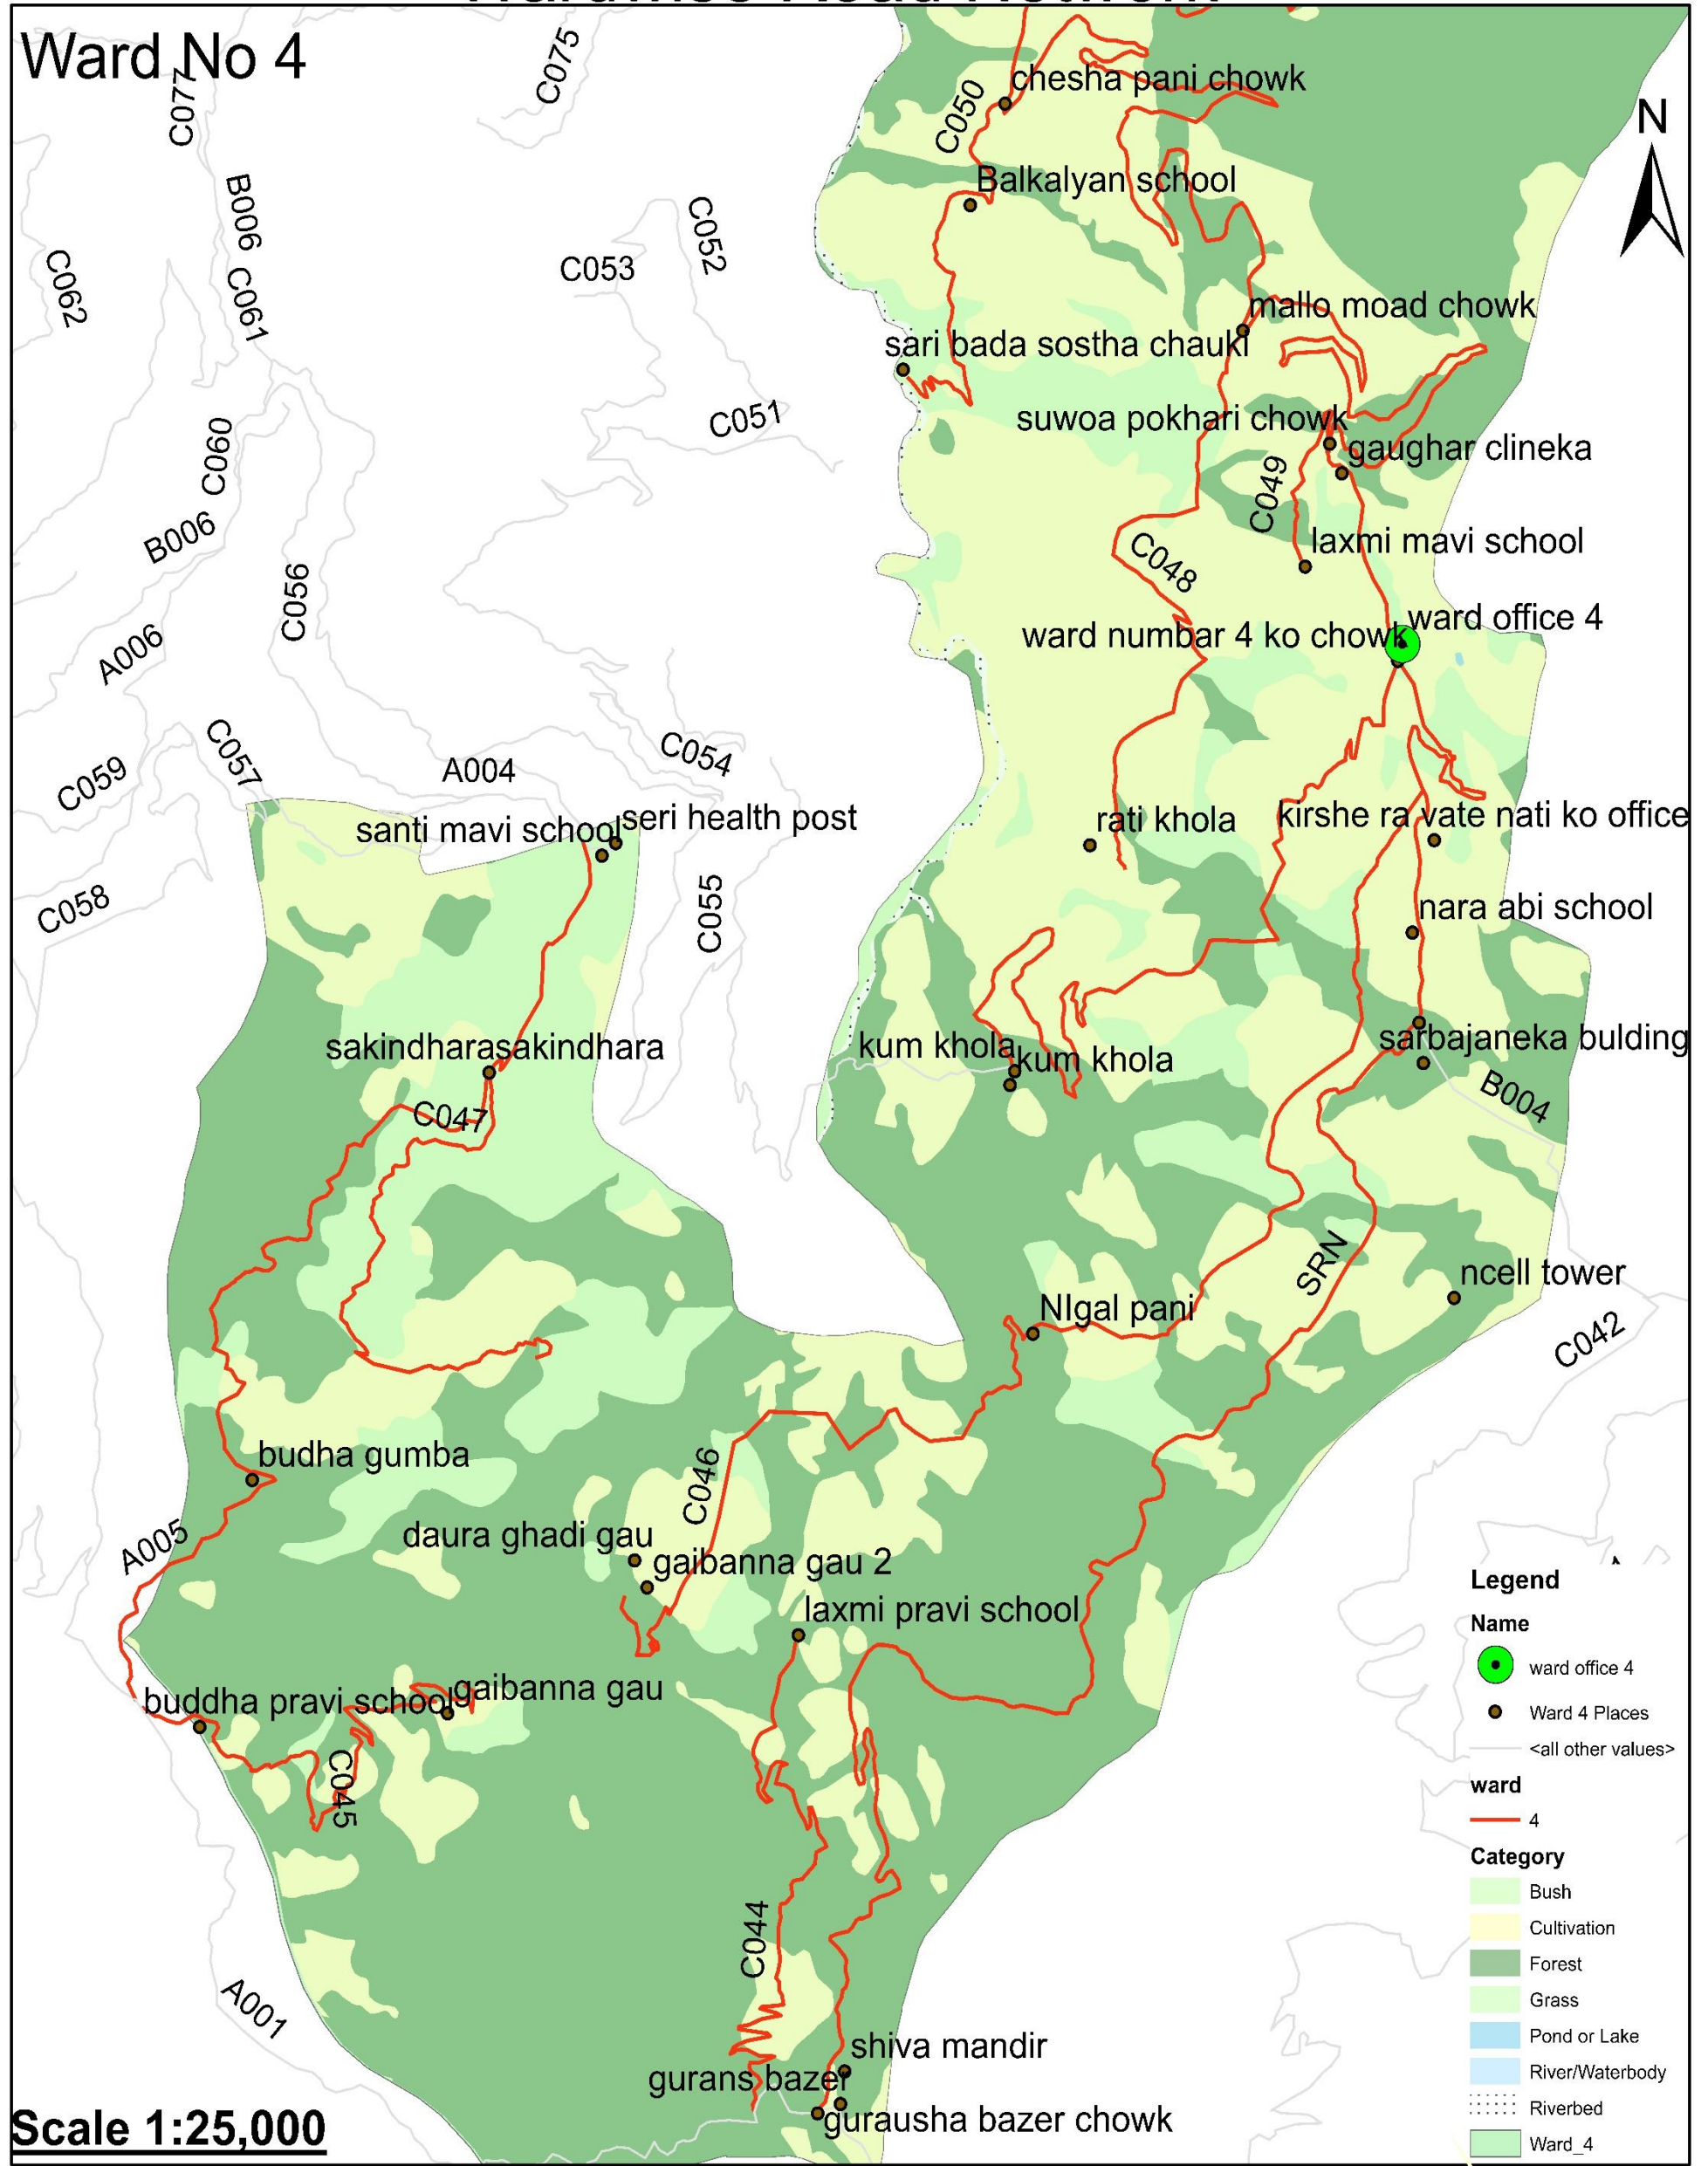 Ward No 4
C075
C077
chesha pani chowk
C050
N
Balkalyan school
B006
C052
C053
C062
C061
mallo moad chowk
sari bada sostha chauki
C051
suwoa pokhari chowk
gaughar clineka
C060
C049
B006
laxmi mavi school
C048
C056
ward office 4
ward numbar 4 ko chowk
A006
C057
C054
A004
C059
santi mavi school
seri health post
rati khola
kirshe ra vate nati ko office
C058
C055
nara abi school
sakindharasakindhara
kum khola
kum khola
sarbajaneka bulding
B004
C047
SRN
ncell tower
NIgal pani
C042
budha gumba
C046
A005
daura ghadi gau
gaibanna gau 2
laxmi pravi school
buddha pravi school
gaibanna gau
C045
C044
A001
shiva mandir
gurans bazer
gurausha bazer chowk
Scale 1:25,000
Legend
Name
ward office 4
Ward 4 Places
<all other values>
ward
4
Category
Bush
Cultivation
Forest
Grass
Pond or Lake
River/Waterbody
Riverbed
Ward_4